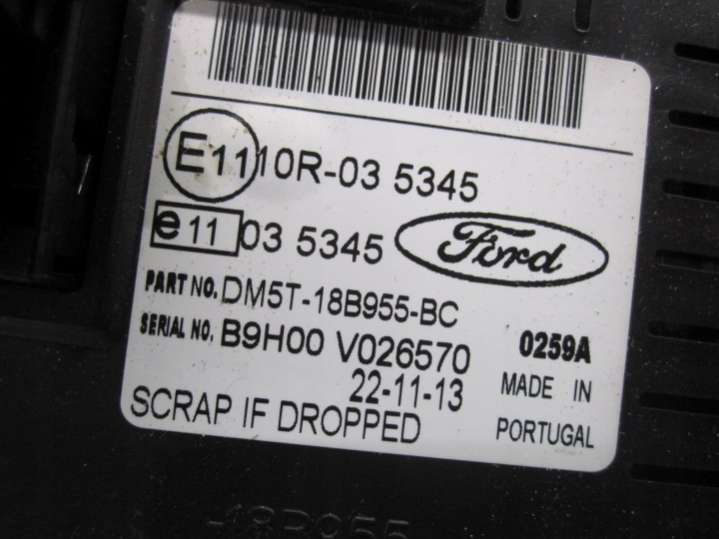 E11 10R-03 5345
e11 03 5345 Ford
PART NO. DM5T-18B955-BC
SERIAL NO. B9H00 V026570 0259A
22-11-13 MADE IN
SCRAP IF DROPPED PORTUGAL
18B955